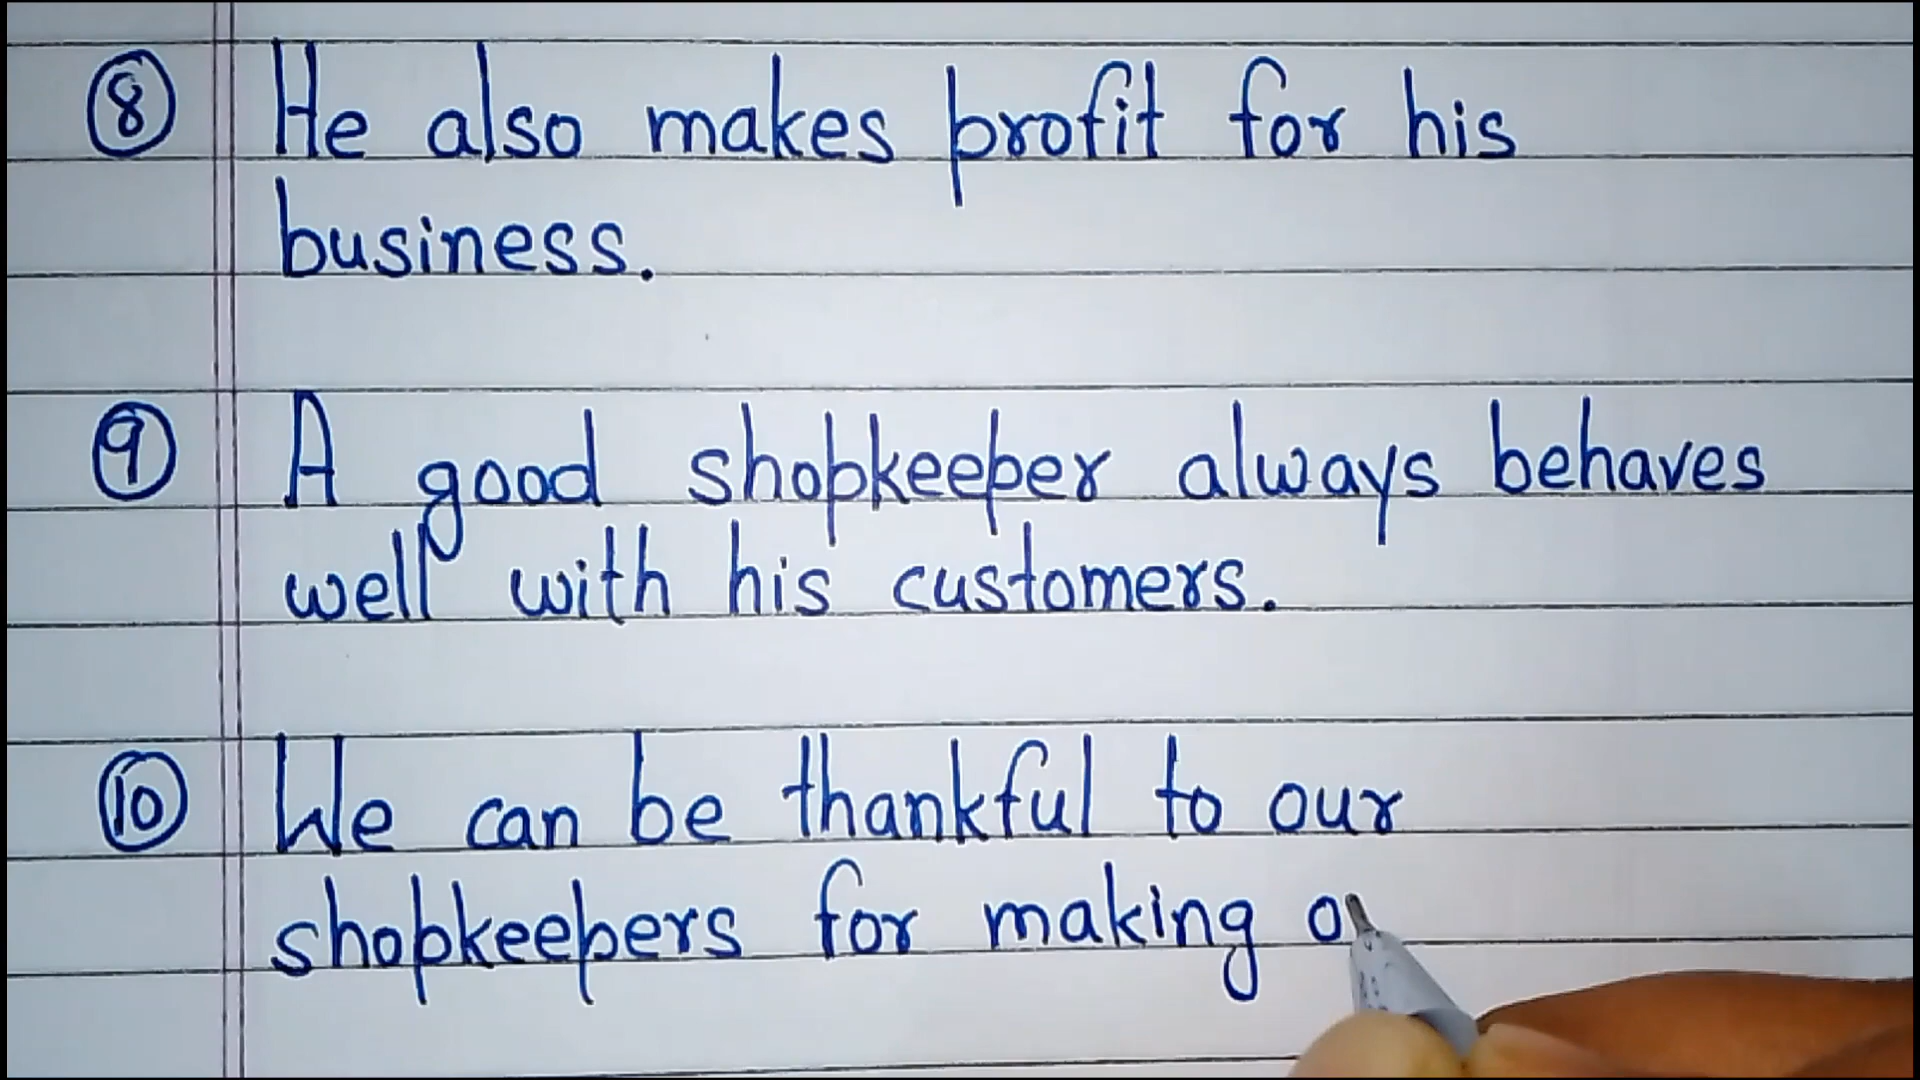 8 He also makes profit for his
business.
9 A good shopkeeper always behaves
well with his customers.
10 We can be thankful to our
shopkeepers for making o